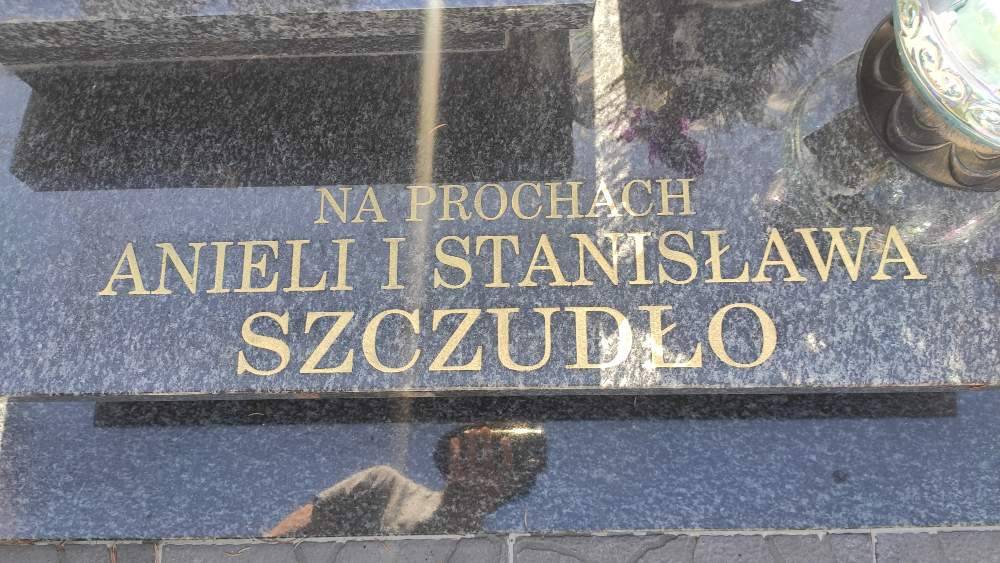 NA PROCHACH
ANIELI I STANISŁAWA
SZCZUDŁO